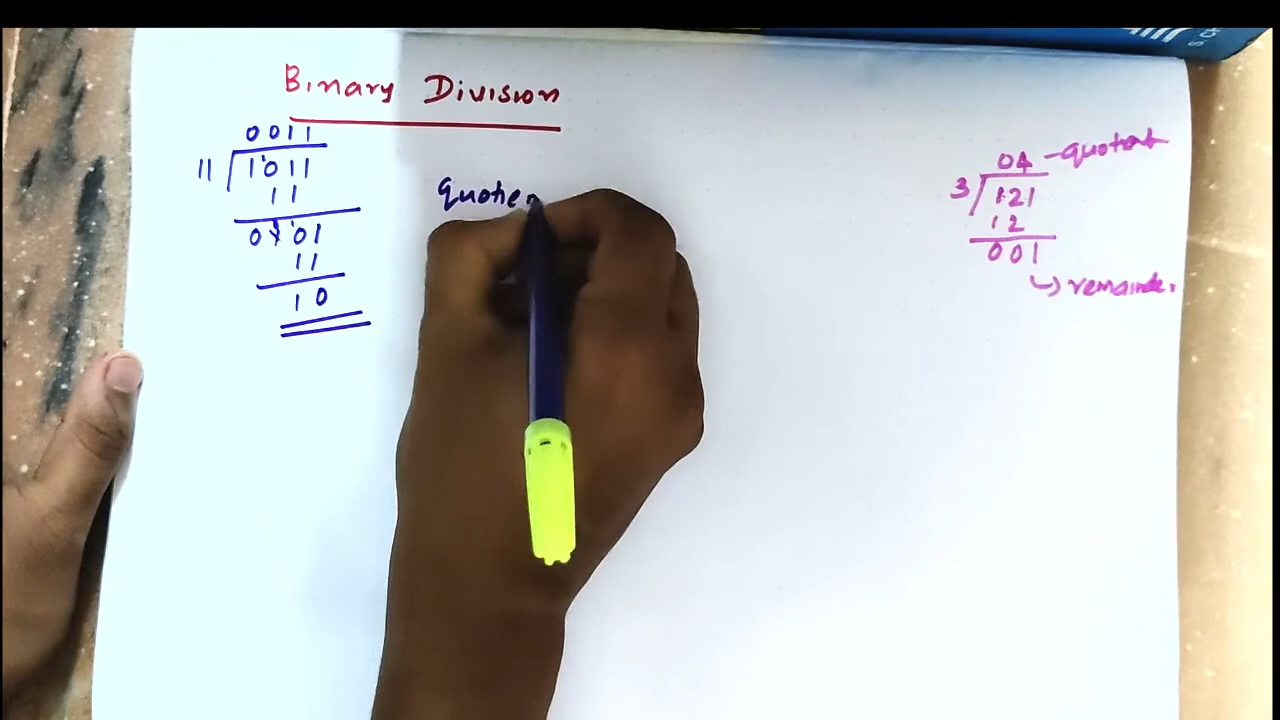 Binary Division
0011
11 1011
11
0101
11
10
quotie
04 - quotient
3 121
12
001
↳ remainder